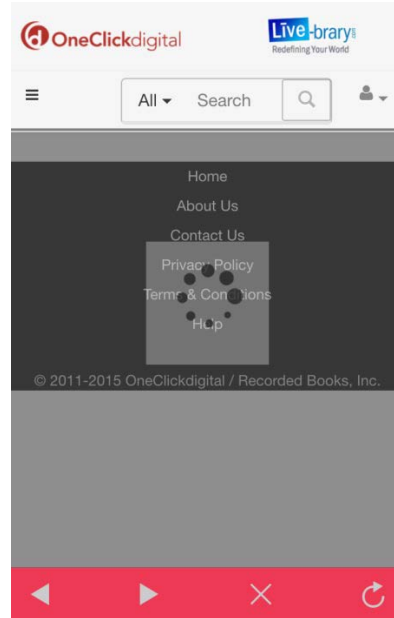 OneClickdigital
Live-brary
Redefining Your World
All Search
Home
About Us
Contact Us
Privacy Policy
Terms & Conditions
Help
© 2011-2015 OneClickdigital / Recorded Books, Inc.